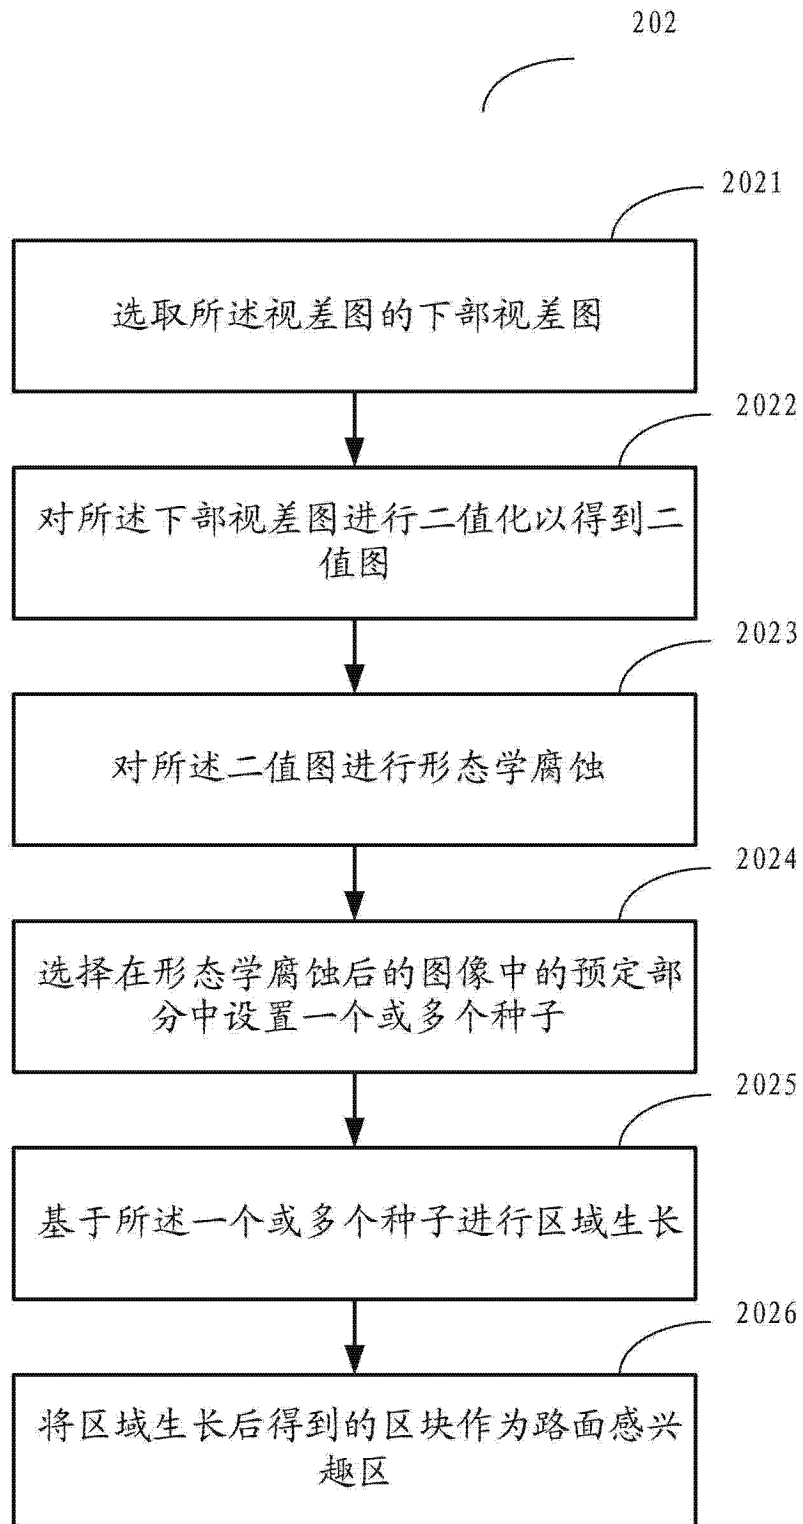 202
2021
选取所述视差图的下部视差图
2022
对所述下部视差图进行二值化以得到二
值图
2023
对所述二值图进行形态学腐蚀
2024
选择在形态学腐蚀后的图像中的预定部
分中设置一个或多个种子
2025
基于所述一个或多个种子进行区域生长
2026
将区域生长后得到的区块作为路面感兴
趣区